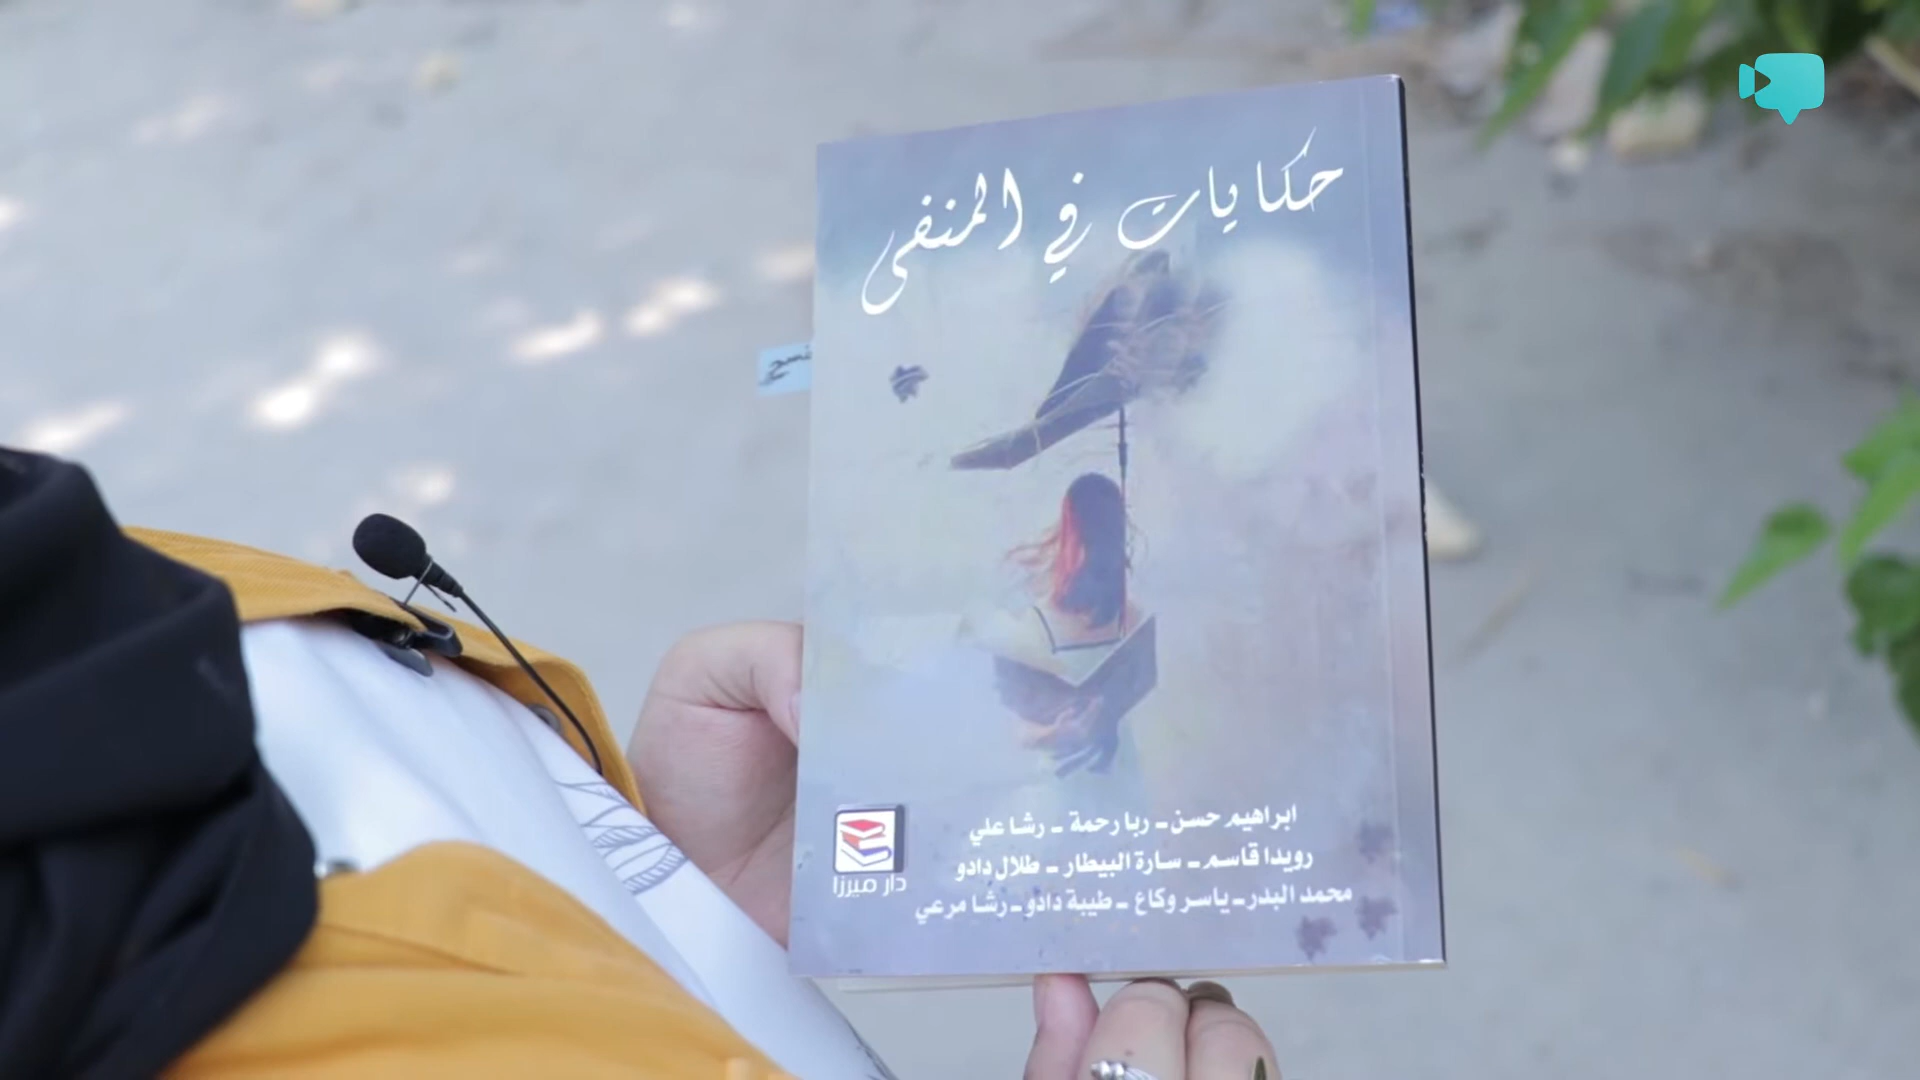 حكايات في المنفى
ابراهيم حسن - ربا رحمة - رشا علي
رويدا قاسم - سارة البيطار - طلال دادو
محمد البدر - ياسر وكاع - طيبة دادو - رشا مرعي
دار ميرزا